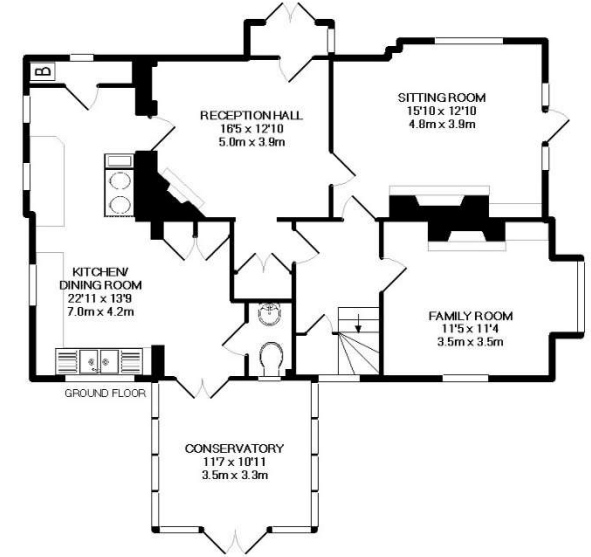 B
RECEPTION HALL
16'5 x 12'10
5.0m x 3.9m
SITTING ROOM
15'10 x 12'10
4.8m x 3.9m
KITCHEN/
DINING ROOM
22'11 x 13'9
7.0m x 4.2m
FAMILY ROOM
11'5 x 11'4
3.5m x 3.5m
GROUND FLOOR
CONSERVATORY
11'7 x 10'11
3.5m x 3.3m